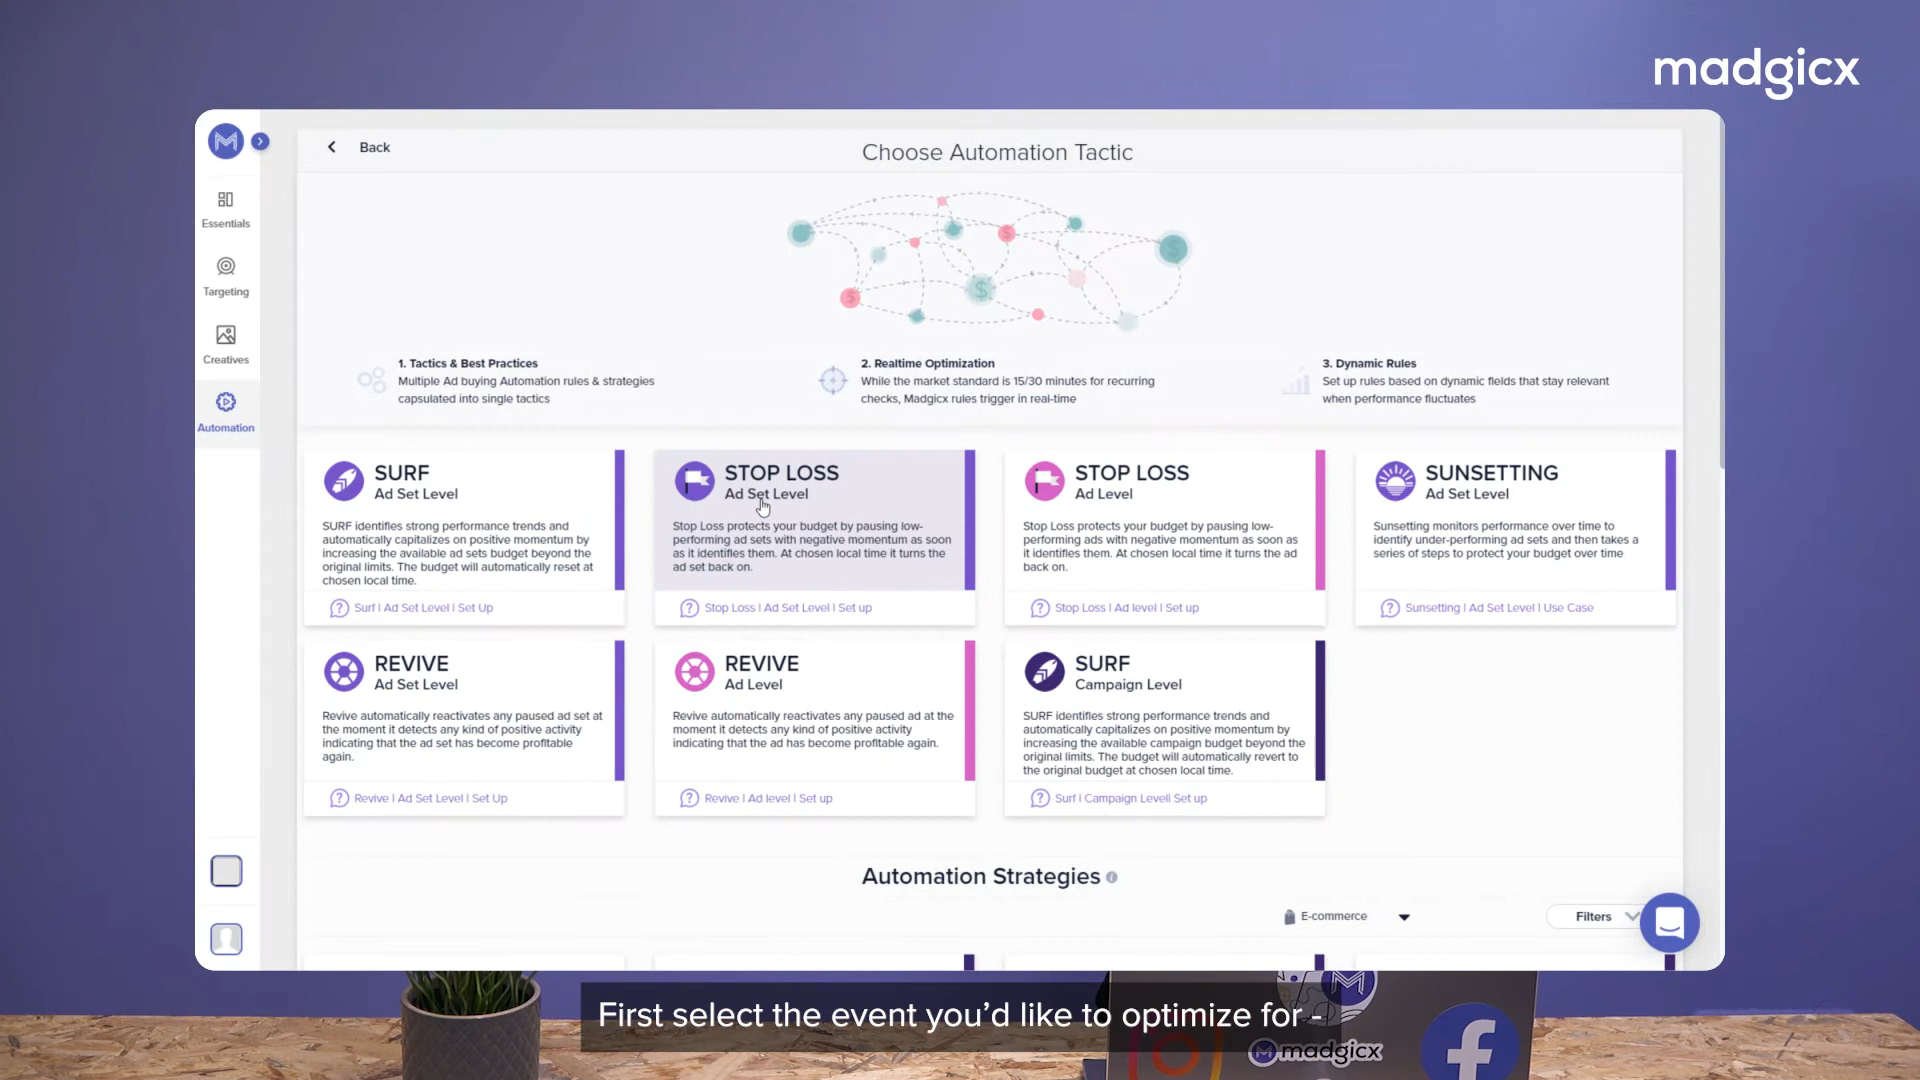 madgicx
Back
Choose Automation Tactic
Essentials
Targeting
Creatives
Automation
1. Tactics & Best Practices
Multiple Ad buying Automation rules & strategies
capsulated into single tactics
2. Realtime Optimization
While the market standard is 15/30 minutes for recurring
checks, Madgicx rules trigger in real-time
3. Dynamic Rules
Set up rules based on dynamic fields that stay relevant
when performance fluctuates
SURF
Ad Set Level
SURF identifies strong performance trends and
automatically capitalizes on positive momentum by
increasing the available ad sets budget beyond the
original limits. The budget will automatically reset at
chosen local time.
Surf | Ad Set Level | Set Up
STOP LOSS
Ad Set Level
Stop Loss protects your budget by pausing low-
performing ad sets with negative momentum as soon
as it identifies them. At chosen local time it turns the
ad set back on.
Stop Loss | Ad Set Level | Set up
STOP LOSS
Ad Level
Stop Loss protects your budget by pausing low-
performing ads with negative momentum as soon as
it identifies them. At chosen local time it turns the ad
back on.
Stop Loss | Ad level | Set up
SUNSETTING
Ad Set Level
Sunsetting monitors performance over time to
identify under-performing ad sets and then takes a
series of steps to protect your budget over time
Sunsetting | Ad Set Level | Use Case
REVIVE
Ad Set Level
Revive automatically reactivates any paused ad set at
the moment it detects any kind of positive activity
indicating that the ad set has become profitable
again.
Revive | Ad Set Level | Set Up
REVIVE
Ad Level
Revive automatically reactivates any paused ad at the
moment it detects any kind of positive activity
indicating that the ad has become profitable again.
Revive | Ad level | Set up
SURF
Campaign Level
SURF identifies strong performance trends and
automatically capitalizes on positive momentum by
increasing the available campaign budget beyond the
original limits. The budget will automatically revert to
the original budget at chosen local time.
Surf | Campaign Level| Set up
Automation Strategies
E-commerce
Filters
First select the event you'd like to optimize for -
madgicx